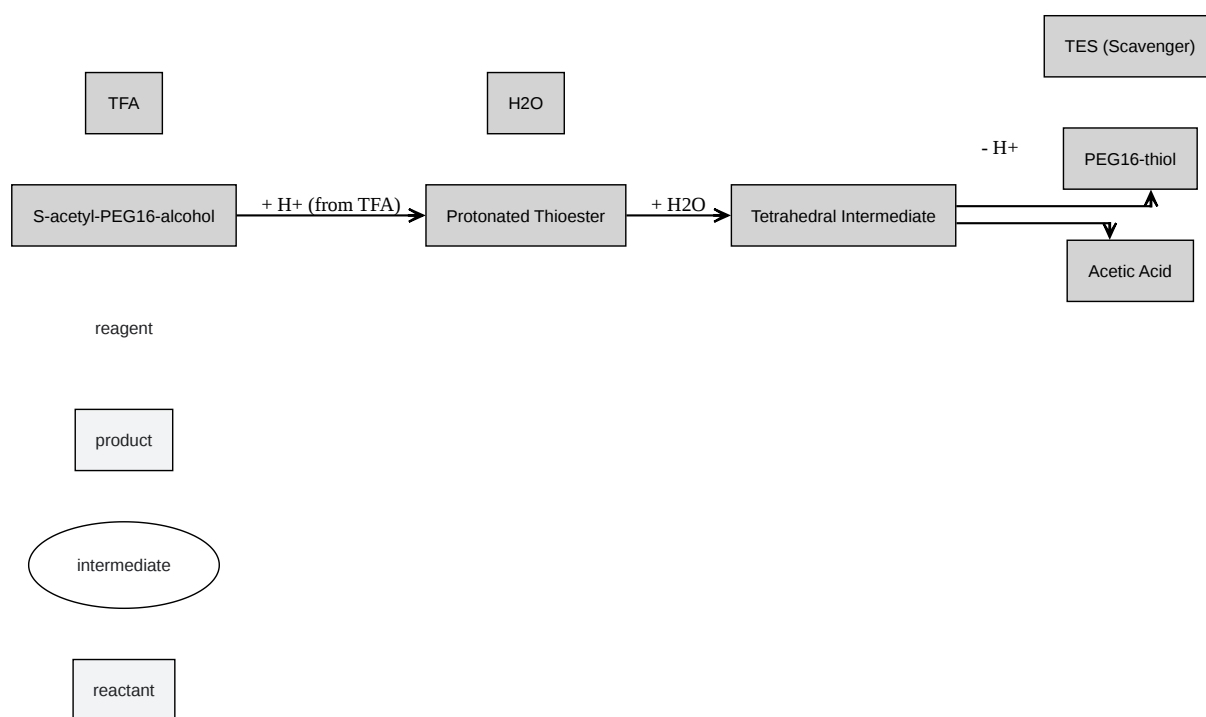 TES (Scavenger)
TFA
H2O
- H+
PEG16-thiol
S-acetyl-PEG16-alcohol
+ H+ (from TFA)
Protonated Thioester
+ H2O
Tetrahedral Intermediate
Acetic Acid
reagent
product
intermediate
reactant